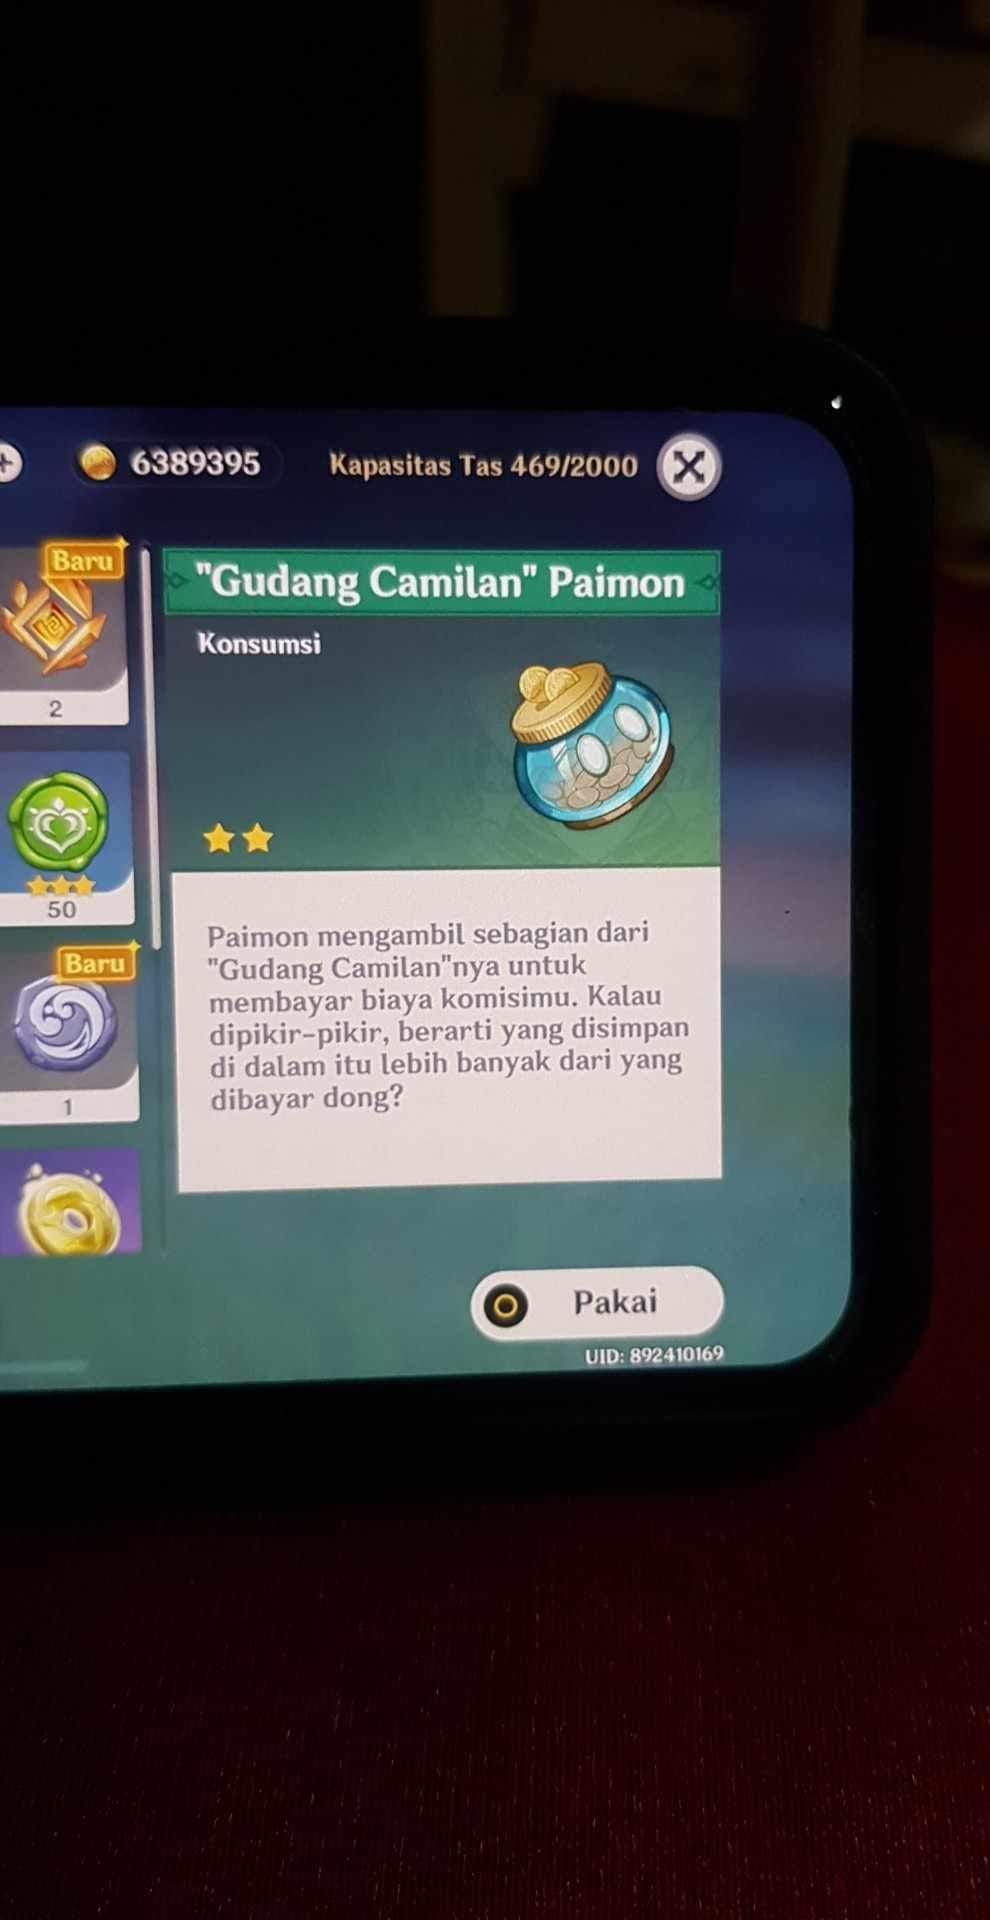 6389395
Kapasitas Tas 469/2000
Baru
"Gudang Camilan" Paimon
Konsumsi
2
50
Baru
1
Paimon mengambil sebagian dari
"Gudang Camilan"nya untuk
membayar biaya komisimu. Kalau
dipikir-pikir, berarti yang disimpan
di dalam itu lebih banyak dari yang
dibayar dong?
Pakai
UID: 892410169